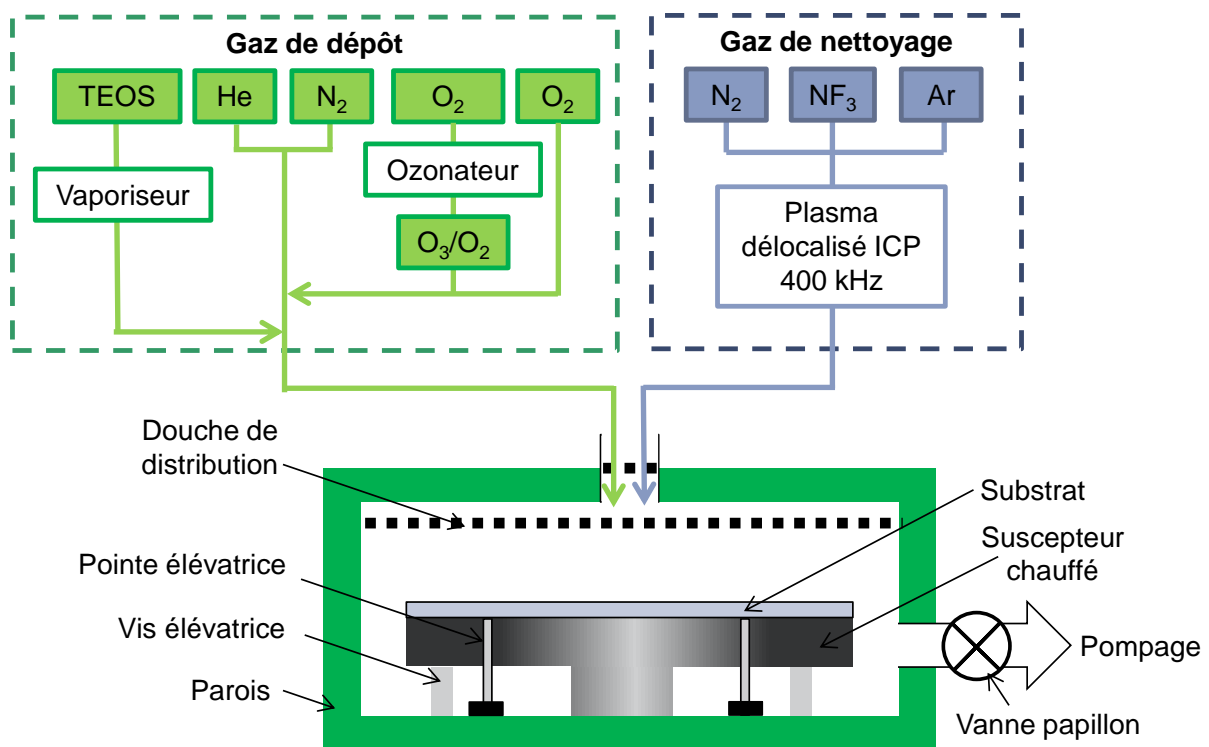 Gaz de dépôt
TEOS
He
N₂
O₂
O₂
Vaporiseur
Ozonateur
O₃/O₂
Gaz de nettoyage
N₂
NF₃
Ar
Plasma
délocalisé ICP
400 kHz
Douche de
distribution
Pointe élévatrice
Vis élévatrice
Parois
Substrat
Suscepteur
chauffé
Pompage
Vanne papillon